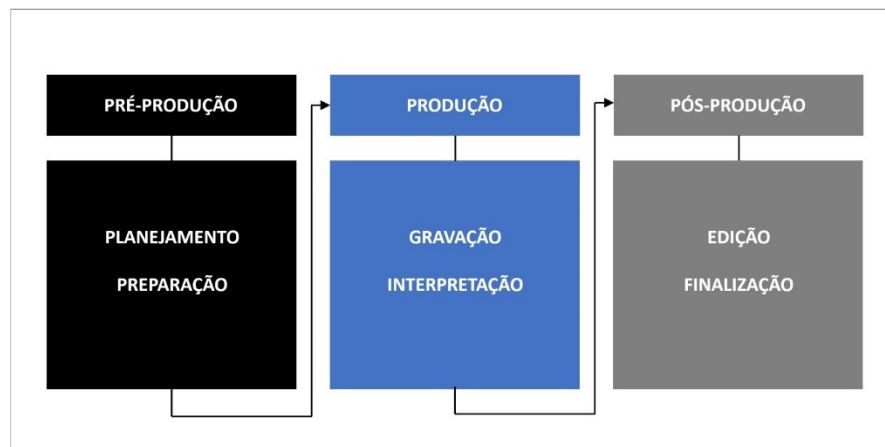 PRÉ-PRODUÇÃO
PLANEJAMENTO
PREPARAÇÃO
PRODUÇÃO
GRAVAÇÃO
INTERPRETAÇÃO
PÓS-PRODUÇÃO
EDIÇÃO
FINALIZAÇÃO